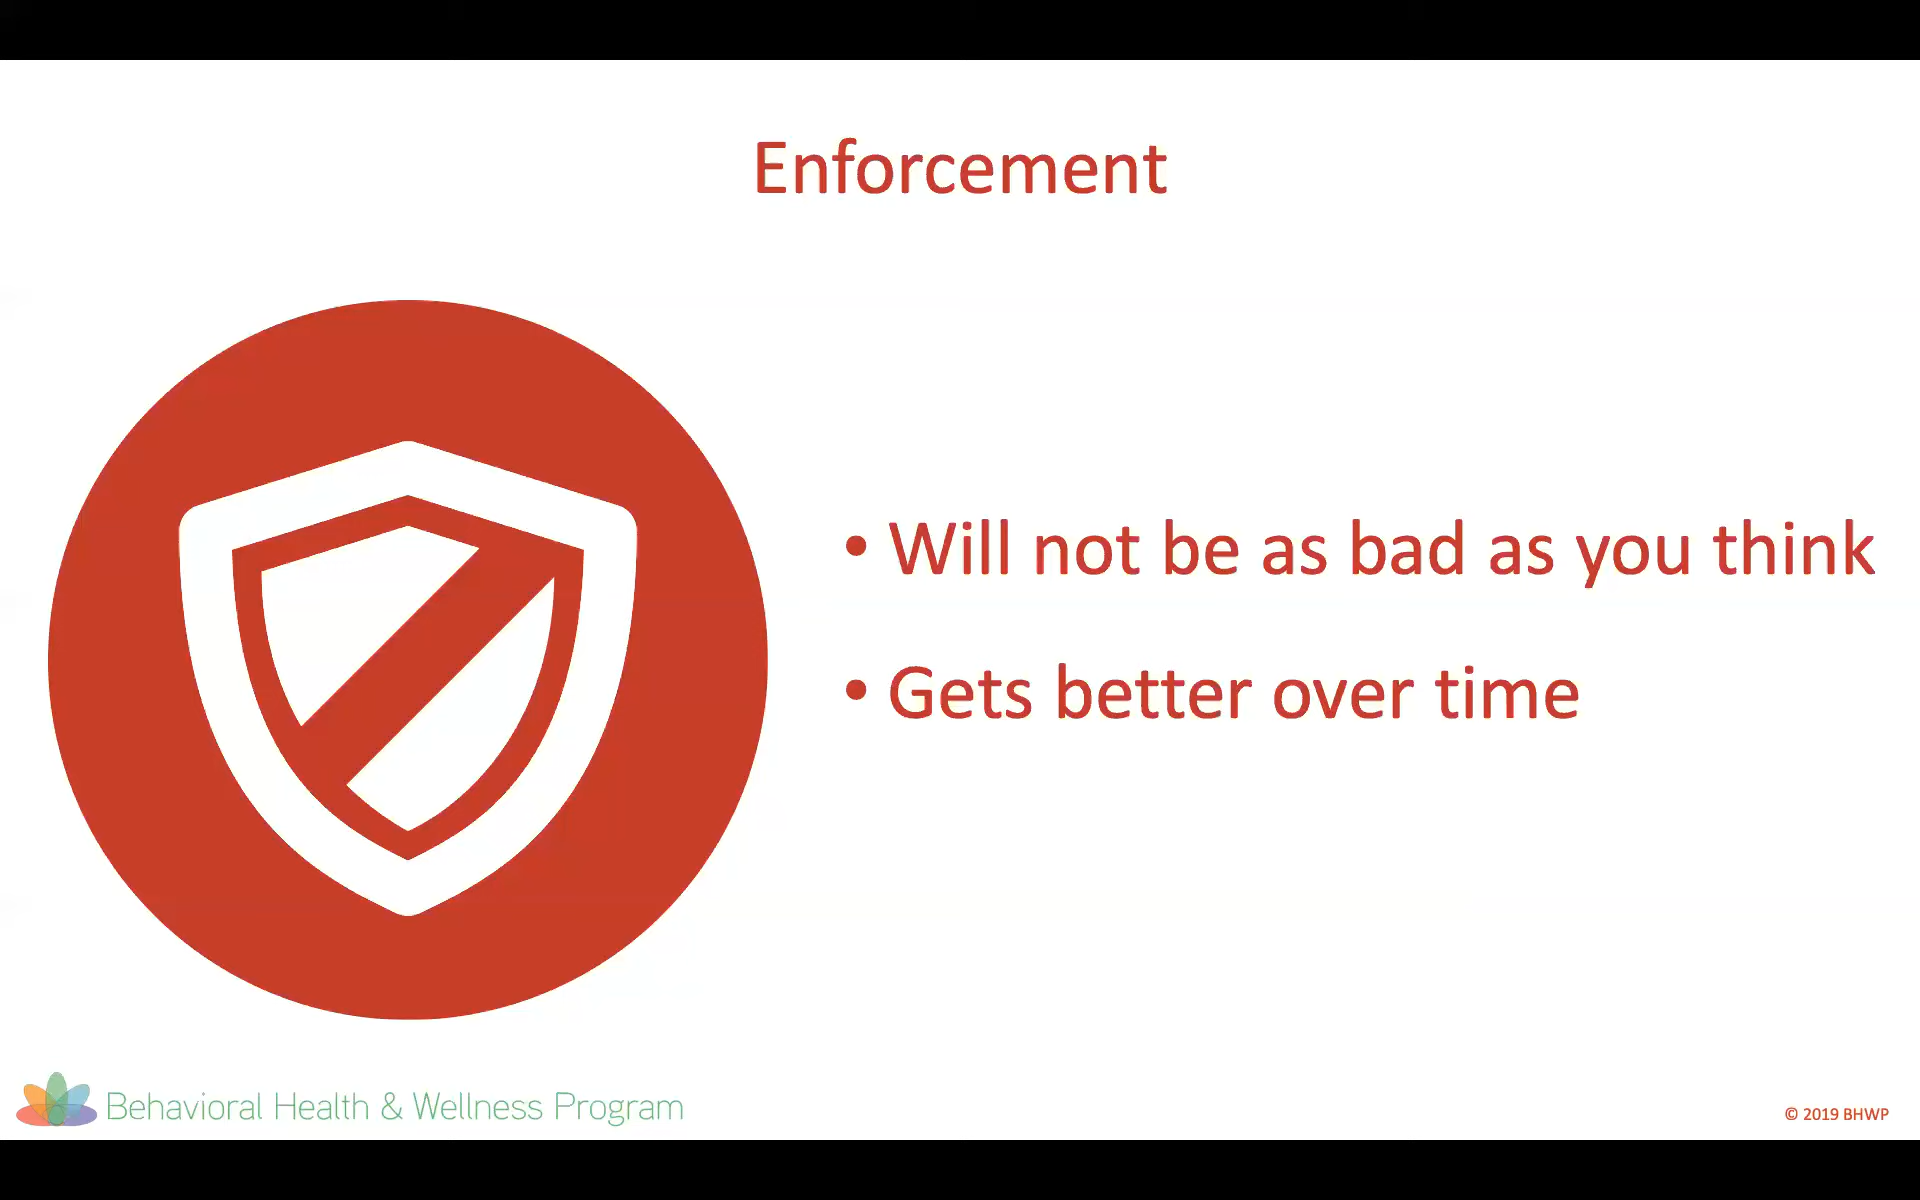 Enforcement
• Will not be as bad as you think
• Gets better over time
Behavioral Health & Wellness Program
© 2019 BHWP